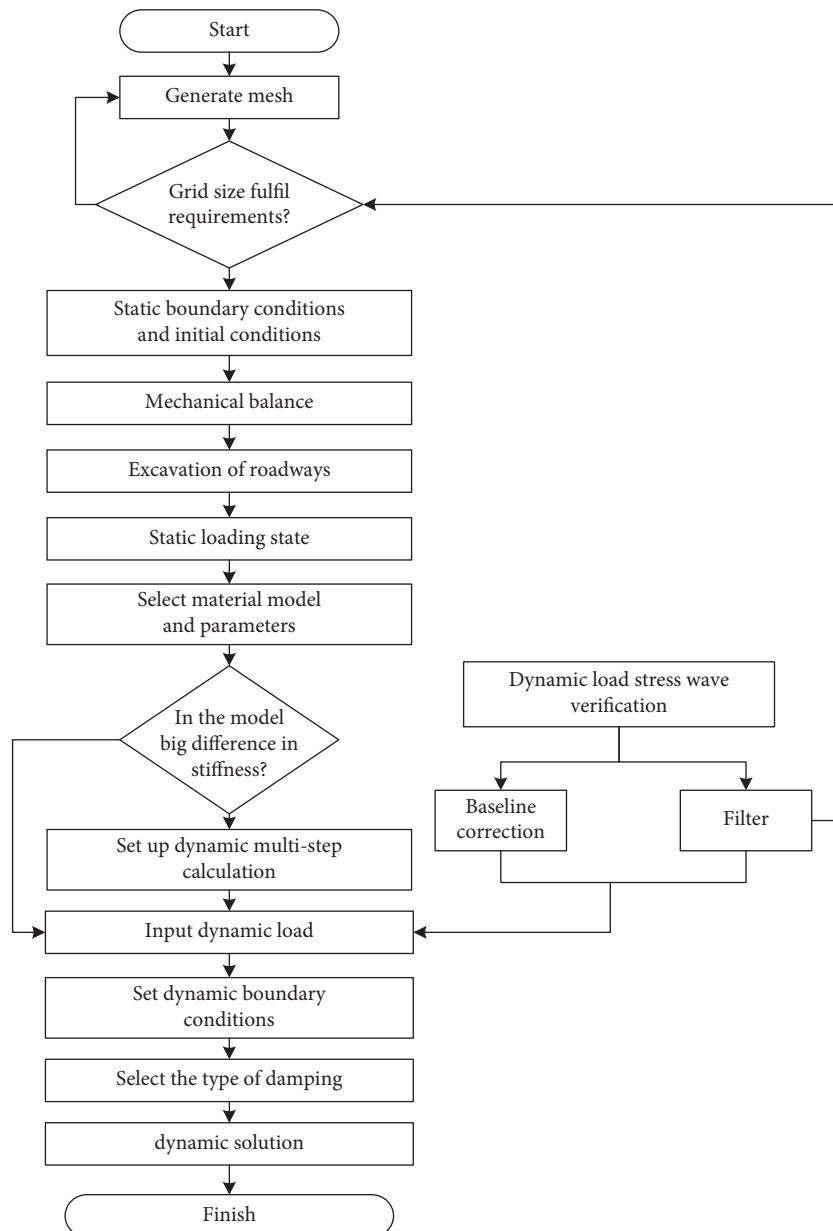 Start
Generate mesh
Grid size fulfil
requirements?
Static boundary conditions
and initial conditions
Mechanical balance
Excavation of roadways
Static loading state
Select material model
and parameters
In the model
big difference in
stiffness?
Set up dynamic multi-step
calculation
Input dynamic load
Set dynamic boundary
conditions
Select the type of damping
dynamic solution
Finish
Dynamic load stress wave
verification
Baseline
correction
Filter